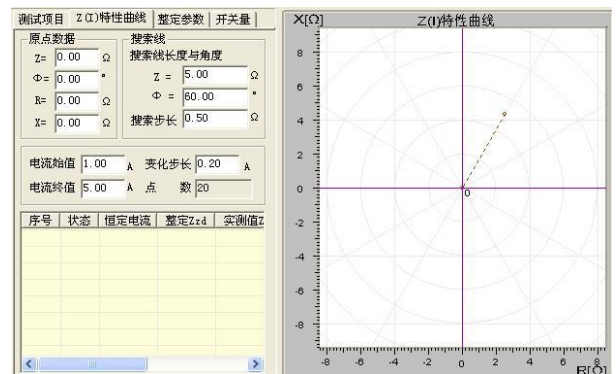 测试项目 Z(I)特性曲线 整定参数 开关量
原点数据 搜索线
Z= 0.00 Ω 搜索线长度与角度
Φ= 0.00 ° Z = 5.00 Ω
R= 0.00 Ω Φ = 60.00 °
X= 0.00 Ω 搜索步长 0.50 Ω
电流始值 1.00 A 变化步长 0.20 A
电流终值 5.00 A 点 数 20
序号 状态 恒定电流 整定Zzd 实测值Z
X[Ω] Z(I)特性曲线
8
6
4
2
0
-2
-4
-6
-8
0
-8 -6 -4 -2 0 2 4 6 8
R[Ω]